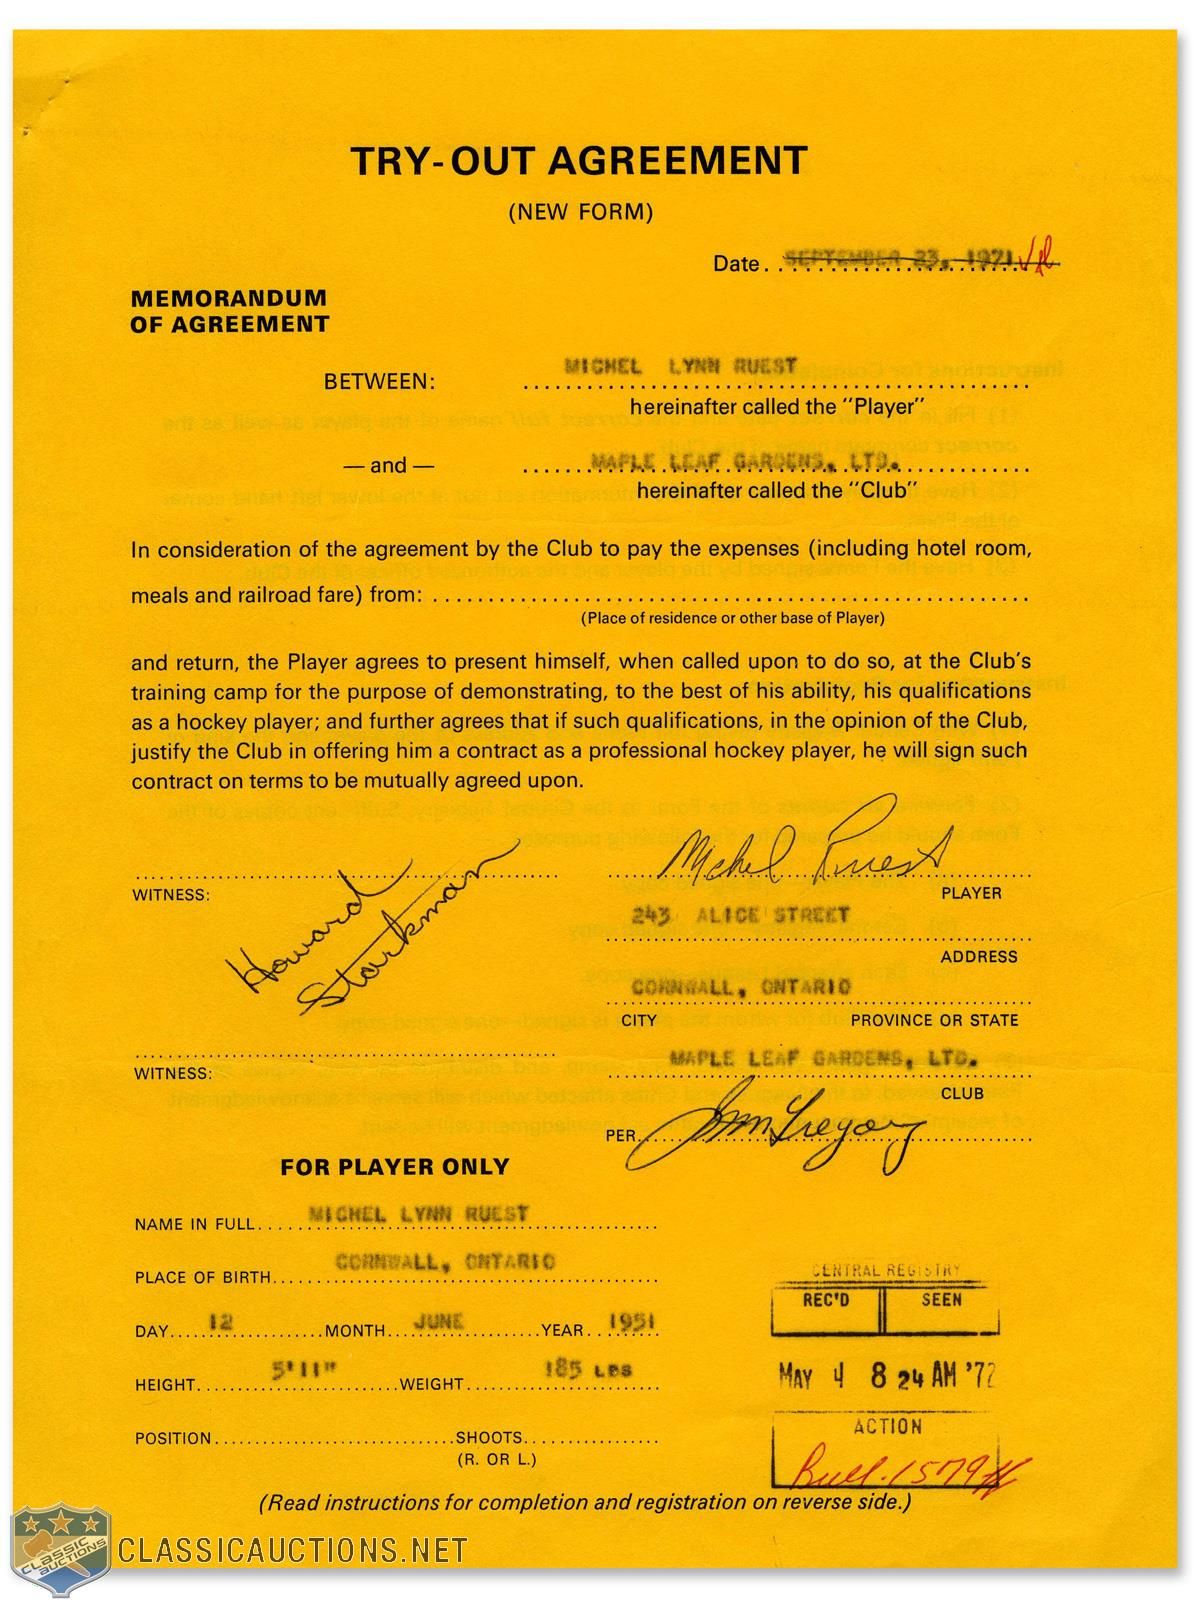 TRY-OUT AGREEMENT
(NEW FORM)
Date SEPTEMBER 23, 1971
MEMORANDUM
OF AGREEMENT
BETWEEN: MICHEL LYNN RUEST
hereinafter called the "Player"
— and — MAPLE LEAF GARDENS, LTD.
hereinafter called the "Club"
In consideration of the agreement by the Club to pay the expenses (including hotel room,
meals and railroad fare) from:
(Place of residence or other base of Player)
and return, the Player agrees to present himself, when called upon to do so, at the Club's
training camp for the purpose of demonstrating, to the best of his ability, his qualifications
as a hockey player; and further agrees that if such qualifications, in the opinion of the Club,
justify the Club in offering him a contract as a professional hockey player, he will sign such
contract on terms to be mutually agreed upon.
Michel Ruest
WITNESS: PLAYER
Howard
Starkman
243 ALICE STREET
ADDRESS
CORNWALL, ONTARIO
CITY PROVINCE OR STATE
MAPLE LEAF GARDENS, LTD.
WITNESS: CLUB
PER Jim Gregory
FOR PLAYER ONLY
NAME IN FULL MICHEL LYNN RUEST
PLACE OF BIRTH CORNWALL, ONTARIO
DAY 12 MONTH JUNE YEAR 1951
HEIGHT 5'11" WEIGHT 185 LBS
POSITION SHOOTS
(R. OR L.)
CENTRAL REGISTRY
REC'D SEEN
MAY 4 8 24 AM '72
ACTION
Bull. 1579
(Read instructions for completion and registration on reverse side.)
CLASSIC
AUCTIONS
CLASSICAUCTIONS.NET